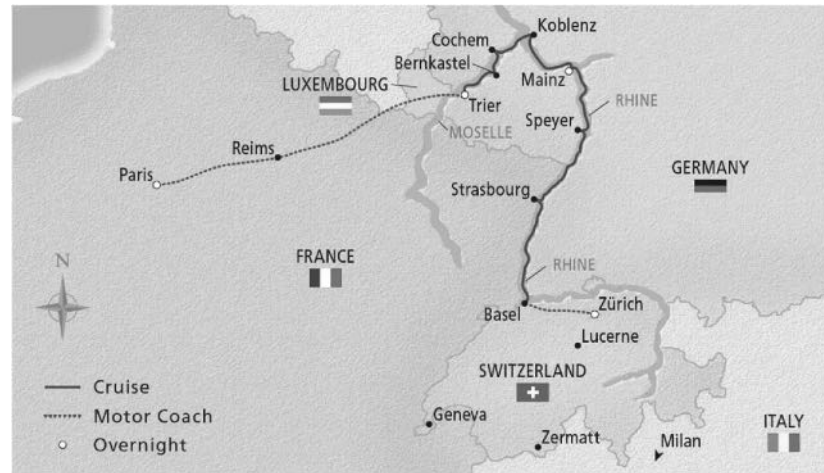 Koblenz
Cochem
Bernkastel
Mainz
LUXEMBOURG
Trier
RHINE
MOSELLE
Speyer
Reims
Paris
GERMANY
Strasbourg
FRANCE
N
RHINE
Basel
Zürich
Lucerne
SWITZERLAND
Cruise
Motor Coach
Overnight
Geneva
Zermatt
Milan
ITALY